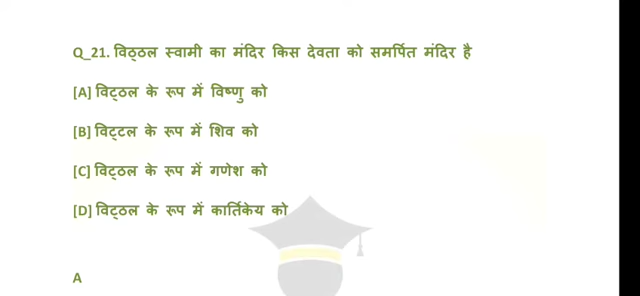 Q_21. विठ्ठल स्वामी का मंदिर किस देवता को समर्पित मंदिर है
[A] विट्ठल के रूप में विष्णु को
[B] विट्टल के रूप में शिव को
[C] विट्ठल के रूप में गणेश को
[D] विट्ठल के रूप में कार्तिकेय को
A